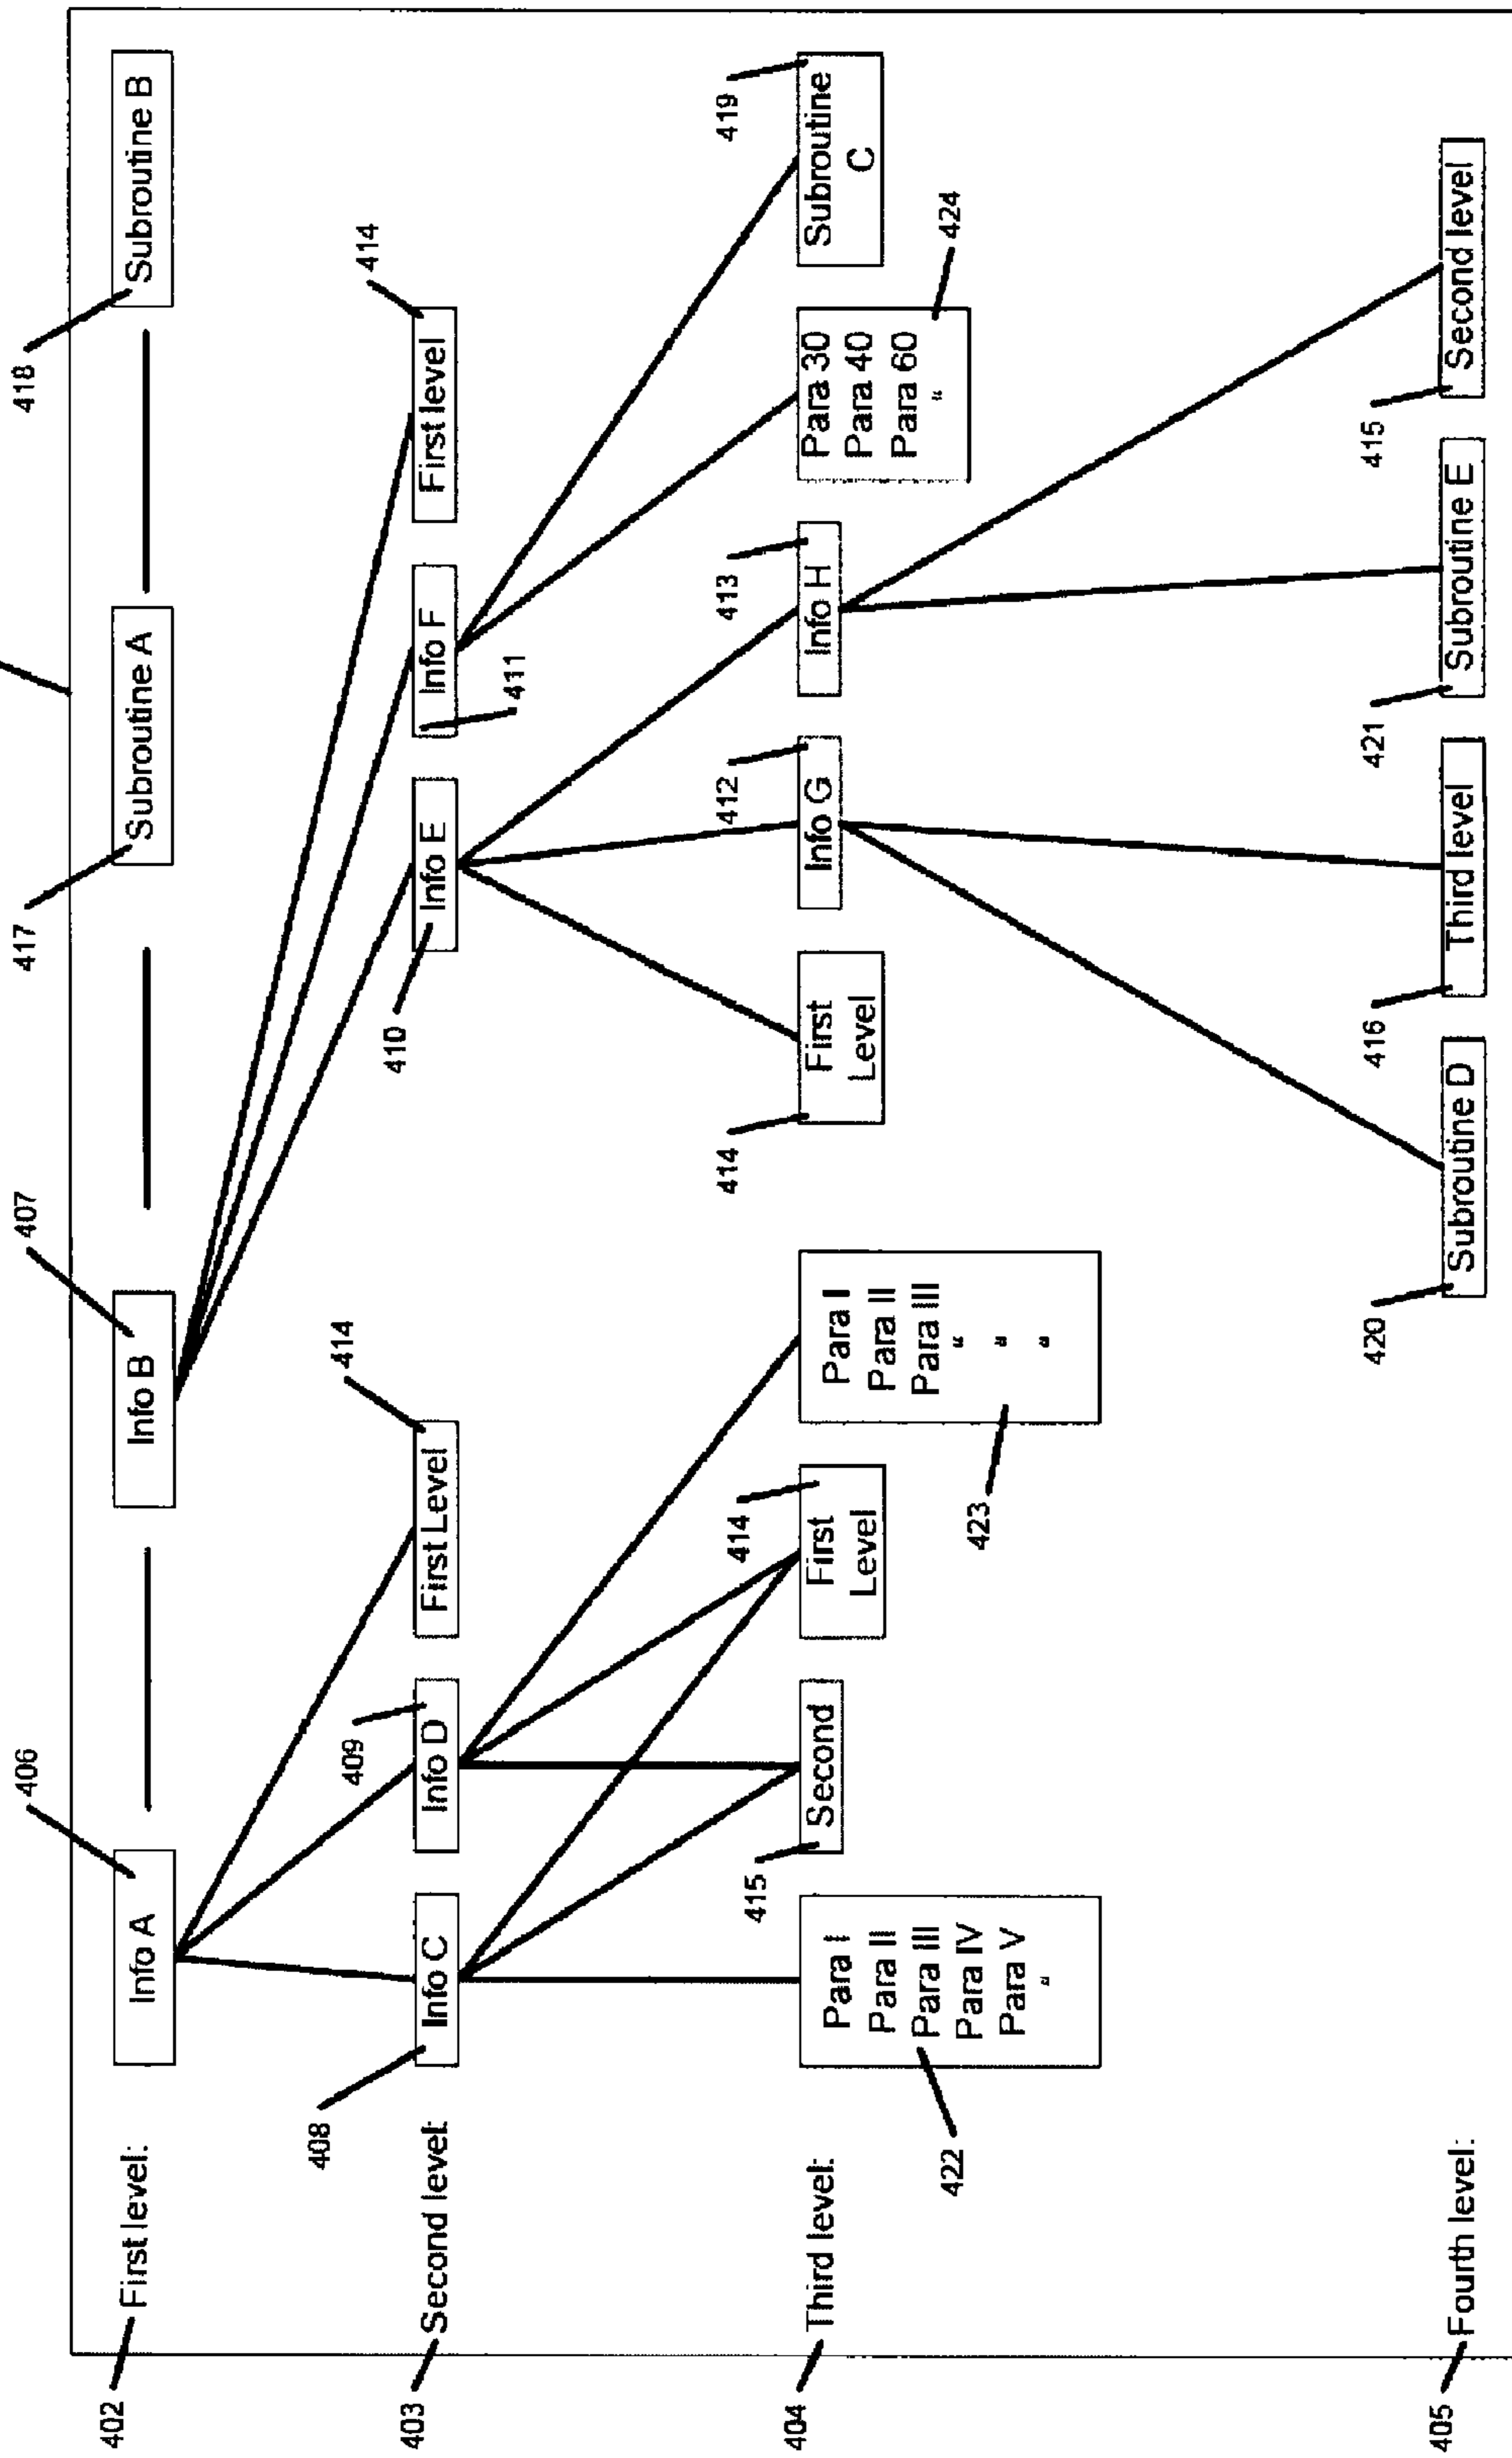 418
417
407
406
Subroutine B
Subroutine A
Info B
Info A
402
First level:
414
414
First level
Info F
411
Info E
410
First Level
409
Info D
Info C
408
403
Second level:
419
Subroutine
C
424
Para 30
Para 40
Para 60
"
413
Info H
412
Info G
First
Level
414
Para I
Para II
Para III
"
"
"
423
414
First
Level
Second
415
Para I
Para II
Para III
Para IV
Para V
"
422
404
Third level:
415
Second level
421
Subroutine E
416
Third level
420
Subroutine D
405
Fourth level: